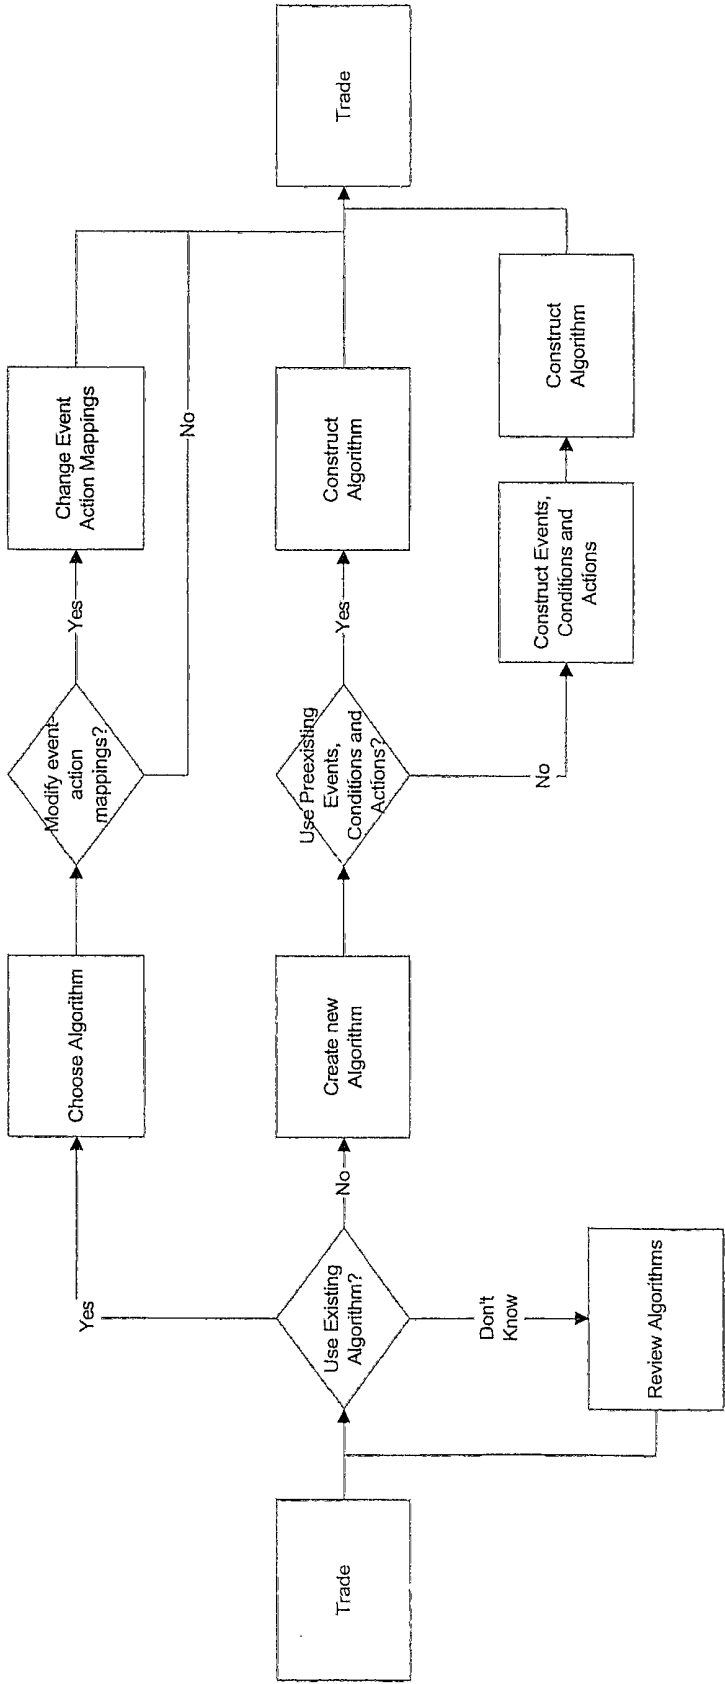 Trade
Use Existing
Algorithm?
Yes
No
Don't
Know
Review Algorithms
Choose Algorithm
Modify event-
action
mappings?
Yes
No
Change Event
Action Mappings
Create new
Algorithm
Use Preexisting
Events,
Conditions and
Actions?
Yes
No
Construct
Algorithm
Construct Events,
Conditions and
Actions
Construct
Algorithm
Trade